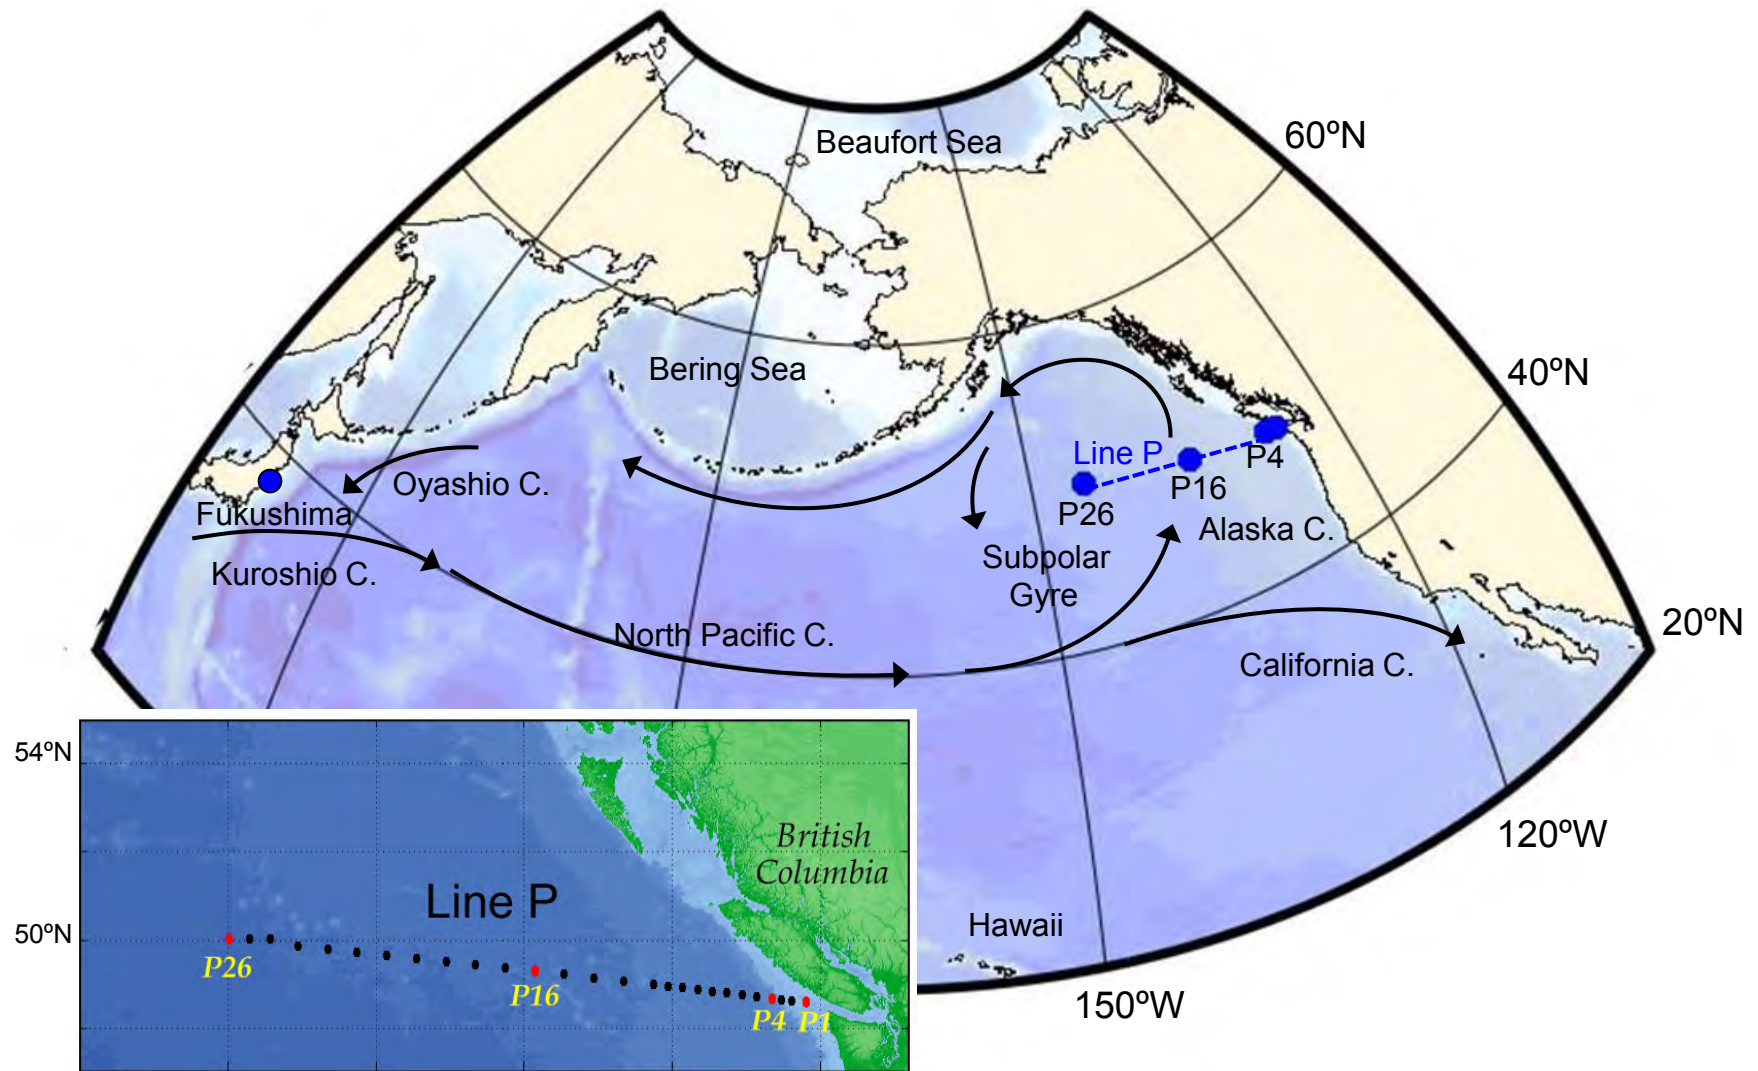 Beaufort Sea
60ºN
Bering Sea
40ºN
Line P
P4
P16
P26
Oyashio C.
Fukushima
Alaska C.
Subpolar
Gyre
Kuroshio C.
North Pacific C.
20ºN
California C.
54ºN
120ºW
British
Columbia
Line P
Hawaii
50ºN
P26
P16
P4
P1
150ºW